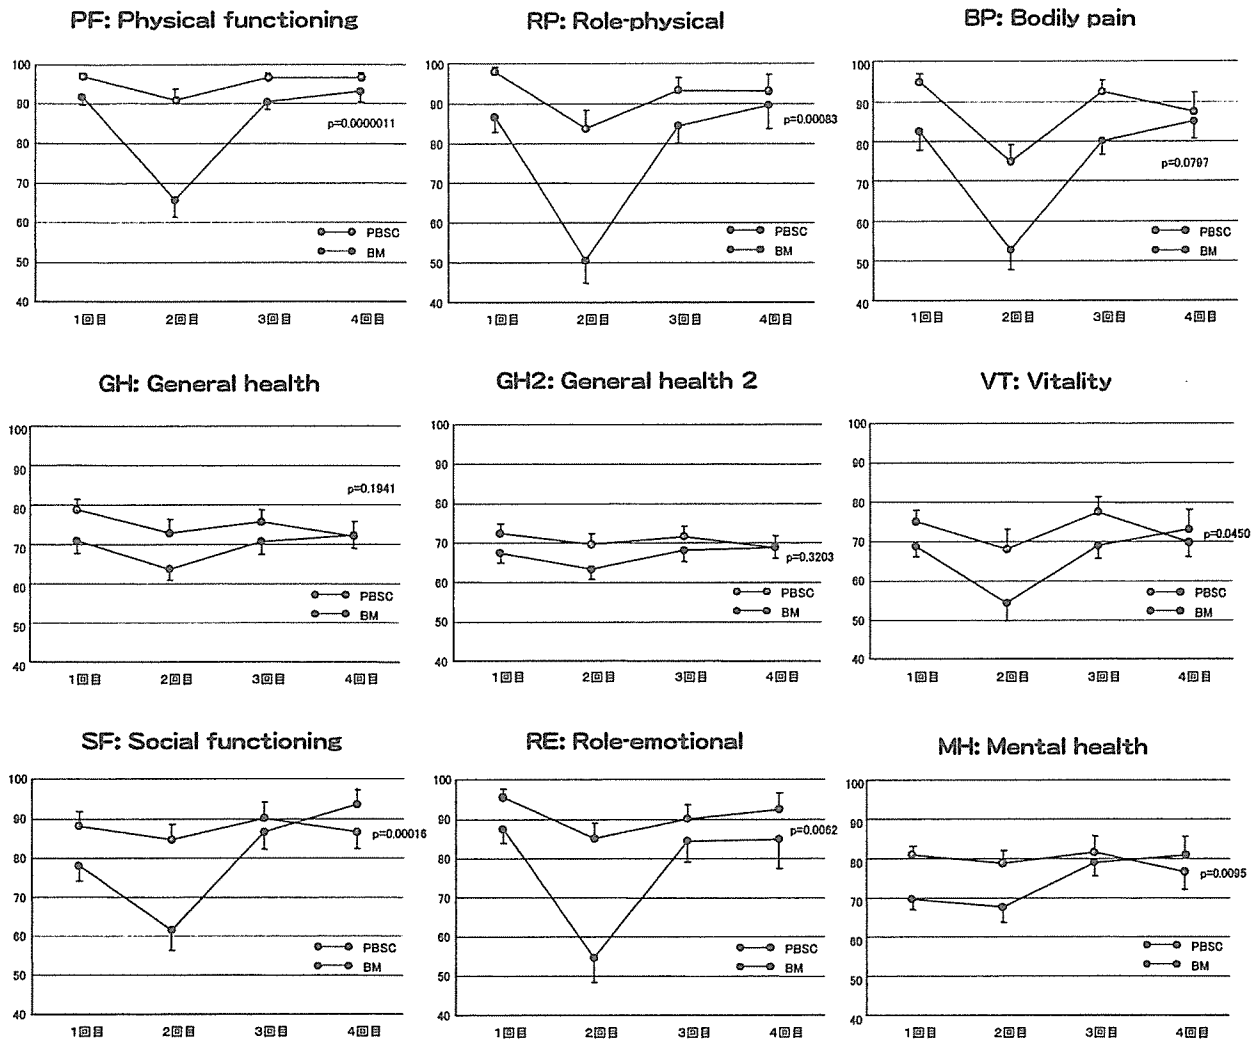 PF: Physical functioning
100
90
80
70
60
50
40
p=0.0000011
PBSC
BM
1回目 2回目 3回目 4回目
RP: Role-physical
100
90
80
70
60
50
40
p=0.00083
PBSC
BM
1回目 2回目 3回目 4回目
BP: Bodily pain
100
90
80
70
60
50
40
p=0.0797
PBSC
BM
1回目 2回目 3回目 4回目
GH: General health
100
90
80
70
60
50
40
p=0.1941
PBSC
BM
1回目 2回目 3回目 4回目
GH2: General health 2
100
90
80
70
60
50
40
p=0.3203
PBSC
BM
1回目 2回目 3回目 4回目
VT: Vitality
100
90
80
70
60
50
40
p=0.0450
PBSC
BM
1回目 2回目 3回目 4回目
SF: Social functioning
100
90
80
70
60
50
40
p=0.00016
PBSC
BM
1回目 2回目 3回目 4回目
RE: Role-emotional
100
90
80
70
60
50
40
p=0.0062
PBSC
BM
1回目 2回目 3回目 4回目
MH: Mental health
100
90
80
70
60
50
40
p=0.0095
PBSC
BM
1回目 2回目 3回目 4回目